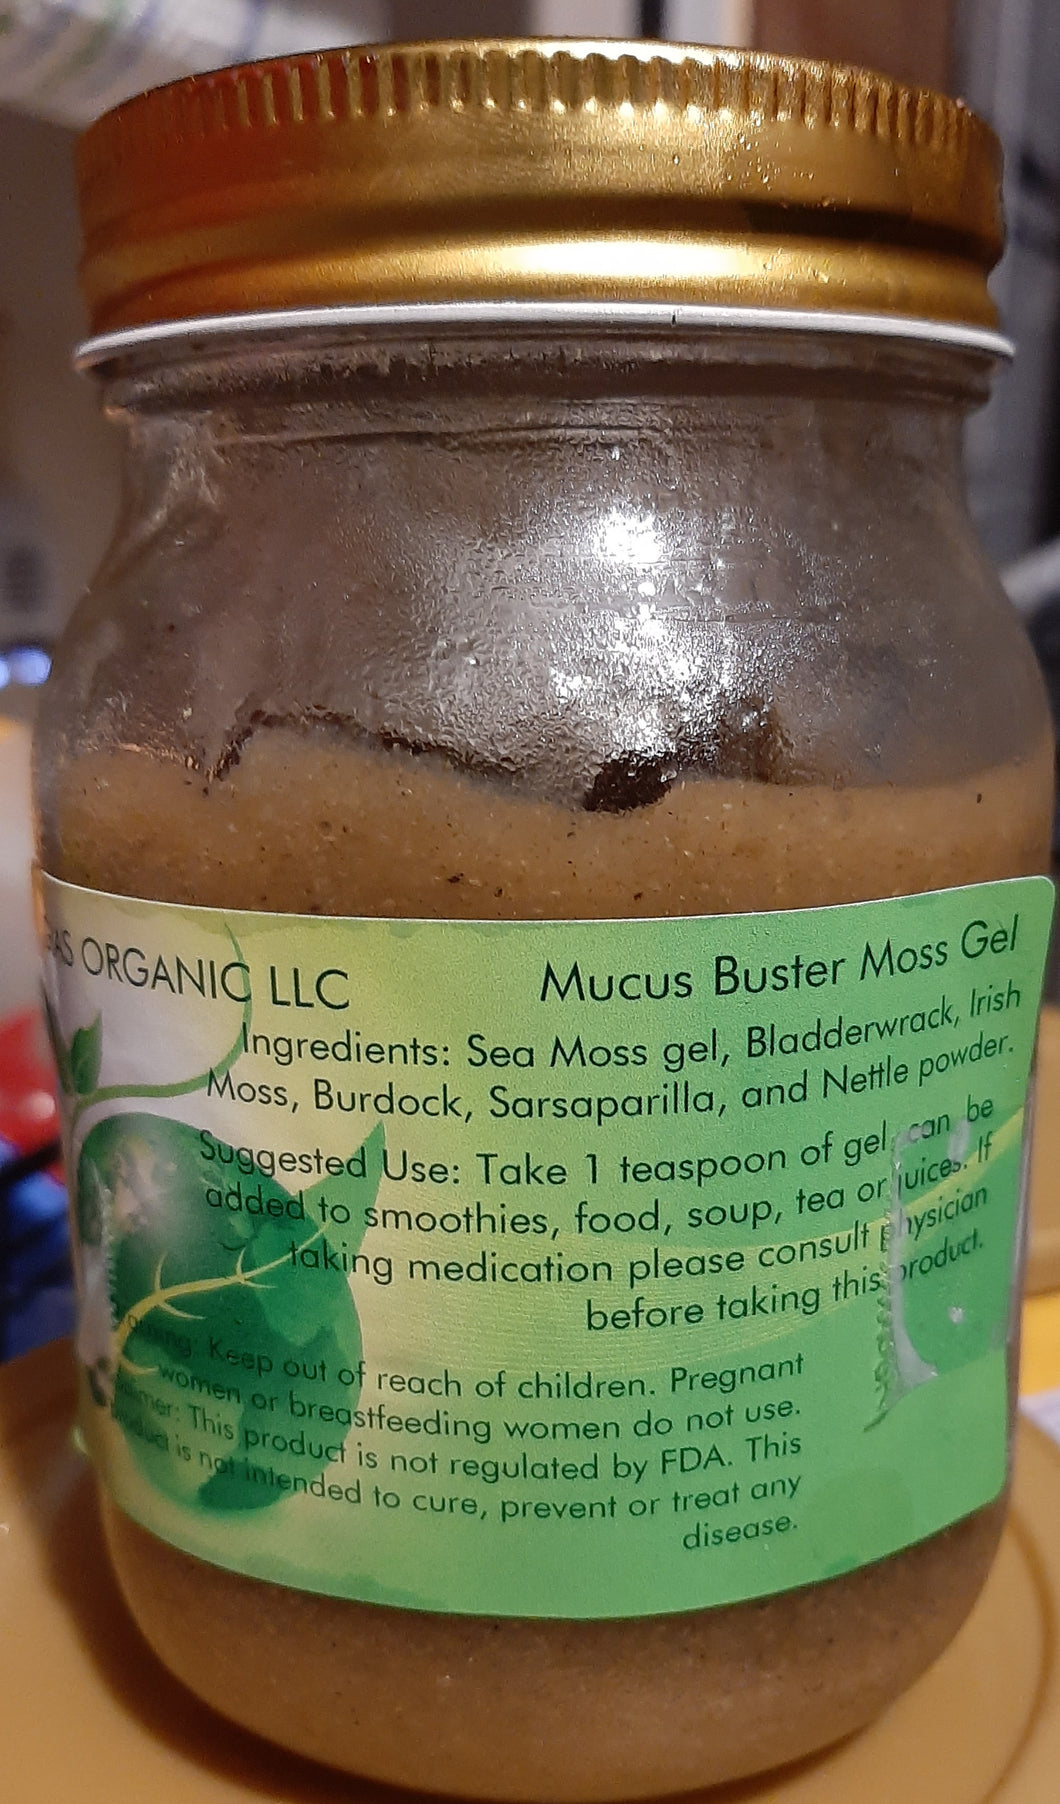 ORGANIC LLC
Mucus Buster Moss Gel
Ingredients: Sea Moss gel, Bladderwrack, Irish
Moss, Burdock, Sarsaparilla, and Nettle powder.
Suggested Use: Take 1 teaspoon of gel, can be
added to smoothies, food, soup, tea or juices. If
taking medication please consult physician
before taking this product.
Keep out of reach of children. Pregnant
women or breastfeeding women do not use.
This product is not regulated by FDA. This
is not intended to cure, prevent or treat any
disease.